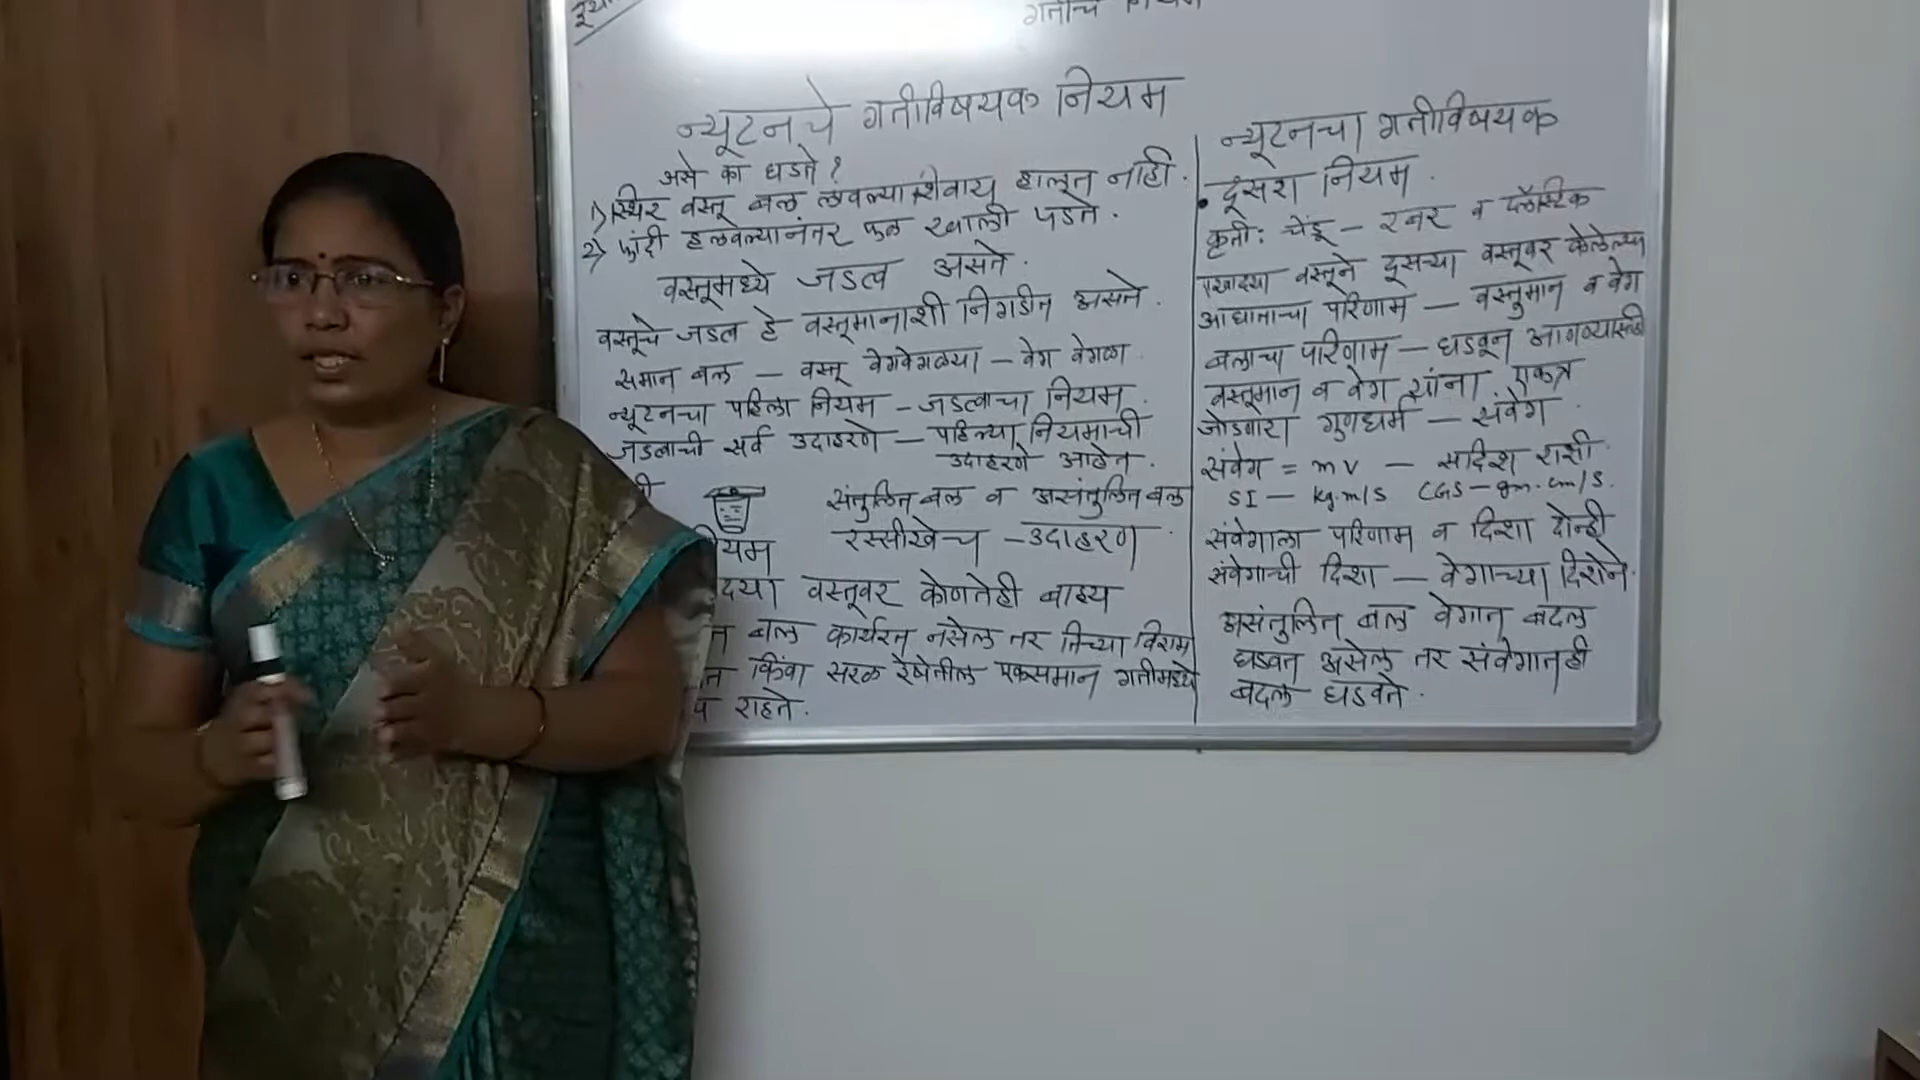 गतीचे नियम
न्यूटनचे गतीविषयक नियम
असे का घडते?
1) स्थिर वस्तू बल लावल्याशिवाय हालत नाही.
2) फांदी हलवल्यानंतर फळ खाली पडते.
वस्तूमध्ये जडत्व असते.
वस्तूचे जडत्व हे वस्तूमानाशी निगडीत असते.
समान बल – वस्तू वेगवेगळ्या – वेग वेगळा
न्यूटनचा पहिला नियम – जडत्वाचा नियम.
जडत्वाची सर्व उदाहरणे – पहिल्या नियमाची
उदाहरणे आहेत.
संतुलित बल व असंतुलित बल
यम रस्सीखेच – उदाहरण
द्या वस्तूवर कोणतेही बाह्य
त बल कार्यरत नसेल तर तिच्या विराम
त किंवा सरळ रेषेतील एकसमान गतीमध्ये
राहते.
न्यूटनचा गतीविषयक
दूसरा नियम.
कृती: चेंडू – रबर व प्लॅस्टिक
एखाद्या वस्तूने दूसऱ्या वस्तूवर केलेल्या
आघाताचा परिणाम – वस्तुमान व वेग
बलाचा परिणाम – घडवून आणण्यासाठी
वस्तूमान व वेग यांना एकत्र
जोडणारा गुणधर्म – संवेग.
संवेग = mv – सदिश राशी.
SI – kg.m/s CGS – gm.cm/s.
संवेगाला परिणाम व दिशा दोन्ही
संवेगाची दिशा – वेगाच्या दिशेने.
असंतुलित बल वेगात बदल
घडवत असेल तर संवेगातही
बदल घडवते.